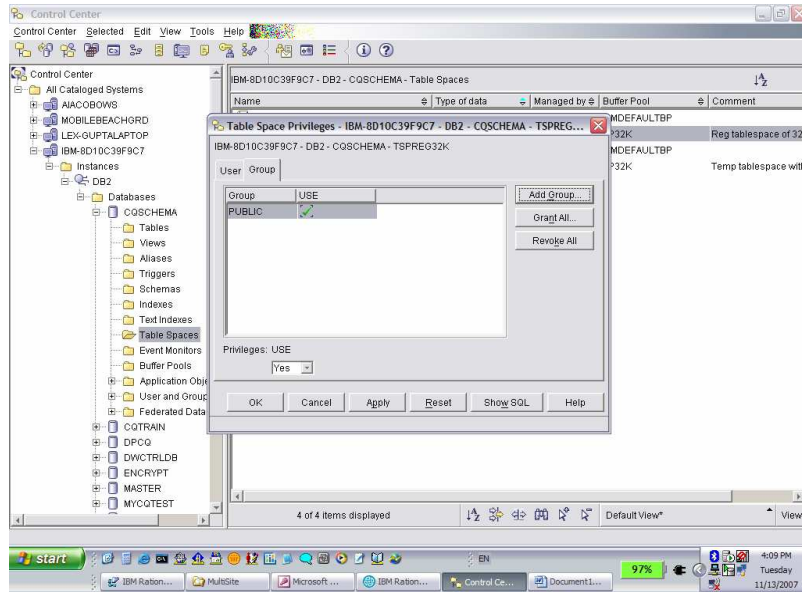 Control Center
Control Center Selected Edit View Tools Help
Control Center
All Cataloged Systems
AIACOBOWS
MOBILEBEACHGRD
LEX-GUPTALAPTOP
IBM-8D10C39F9C7
Instances
DB2
Databases
CQSCHEMA
Tables
Views
Aliases
Triggers
Schemas
Indexes
Text Indexes
Table Spaces
Event Monitors
Buffer Pools
Application Obje
User and Group
Federated Data
CQTRAIN
DPCQ
DWCTRLDB
ENCRYPT
MASTER
MYCQTEST
IBM-8D10C39F9C7 - DB2 - CQSCHEMA - Table Spaces
Name Type of data Managed by Buffer Pool Comment
MDEFAULTBP
P32K Reg tablespace of 32
MDEFAULTBP
P32K Temp tablespace with
Table Space Privileges - IBM-8D10C39F9C7 - DB2 - CQSCHEMA - TSPREG...
IBM-8D10C39F9C7 - DB2 - CQSCHEMA - TSPREG32K
User Group
Group USE
PUBLIC
Add Group...
Grant All...
Revoke All
Privileges: USE
Yes
OK Cancel Apply Reset Show SQL Help
4 of 4 items displayed Default View* View
start EN 97% 4:09 PM
Tuesday
11/13/2007
IBM Ration... MultiSite Microsoft ... IBM Ration... Control Ce... Document1...